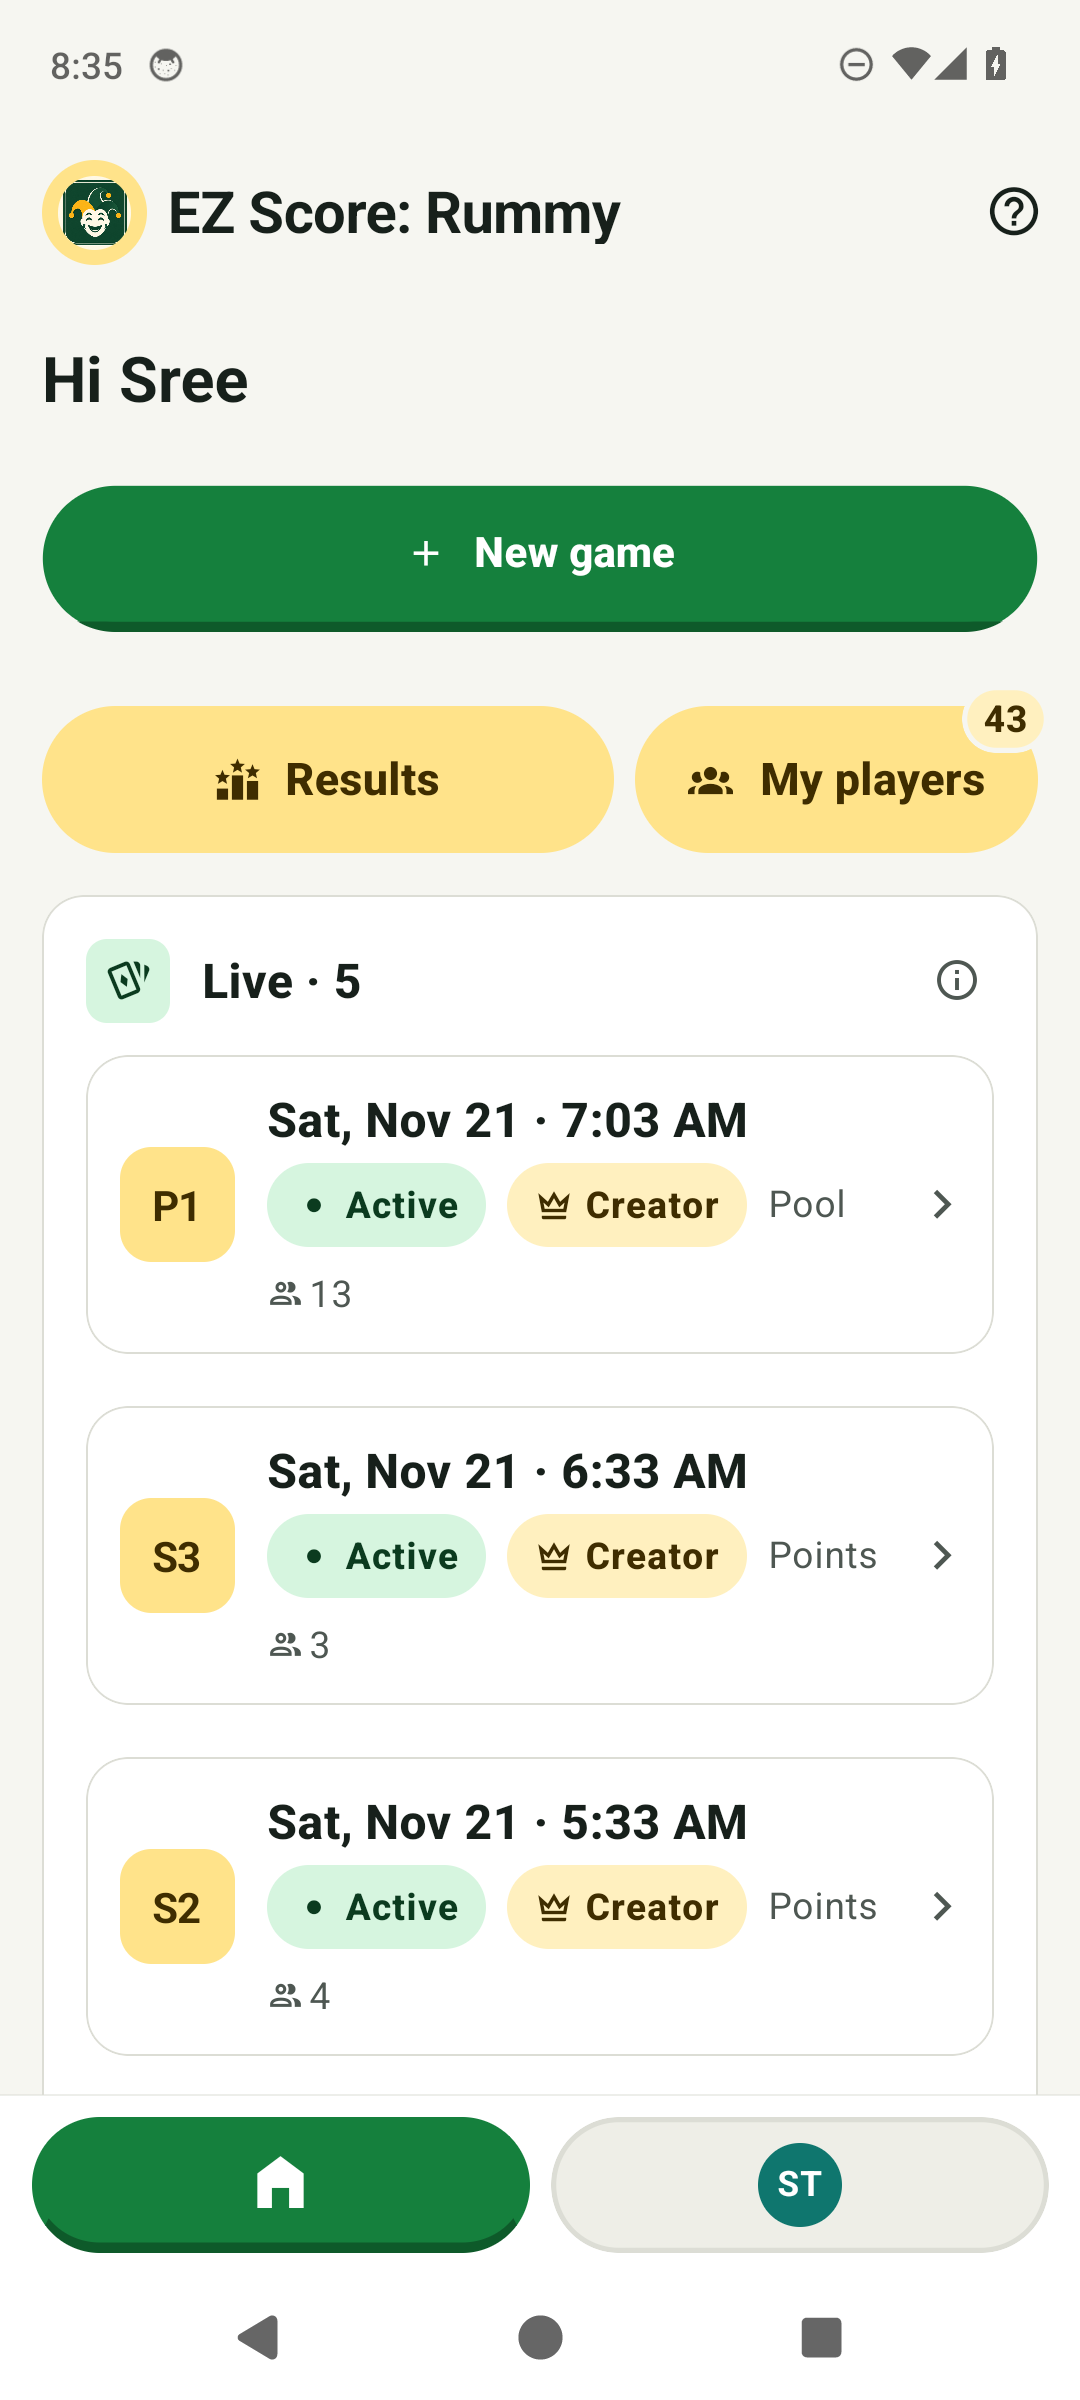 8:35
EZ Score: Rummy
Hi Sree
+ New game
43
Results
My players
Live · 5
Sat, Nov 21 · 7:03 AM
P1
• Active
Creator
Pool
13
Sat, Nov 21 · 6:33 AM
S3
• Active
Creator
Points
3
Sat, Nov 21 · 5:33 AM
S2
• Active
Creator
Points
4
ST